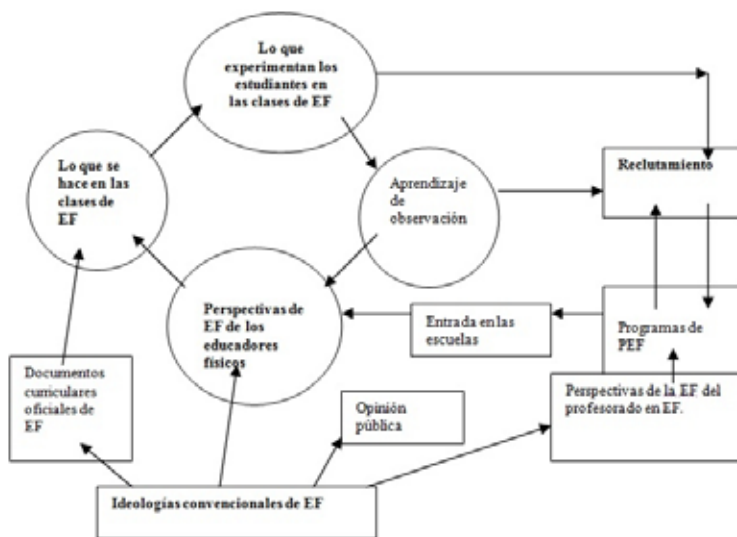 Lo que
experimentan los
estudiantes en
las clases de EF
Lo que se
hace en las
clases de
EF
Aprendizaje
de
observación
Reclutamiento
Perspectivas de
EF de los
educadores
físicos
Entrada en las
escuelas
Programas de
PEF
Documentos
curriculares
oficiales de
EF
Opinión
pública
Perspectivas de la EF del
profesorado en EF.
Ideologías convencionales de EF